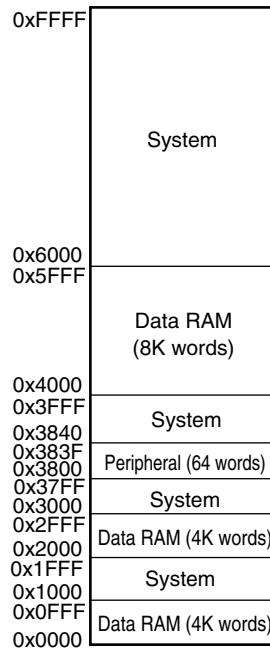 0xFFFF
System
0x6000
0x5FFF
Data RAM
(8K words)
0x4000
0x3FFF
System
0x3840
0x383F
Peripheral (64 words)
0x3800
0x37FF
System
0x3000
0x2FFF
Data RAM (4K words)
0x2000
0x1FFF
System
0x1000
0x0FFF
Data RAM (4K words)
0x0000